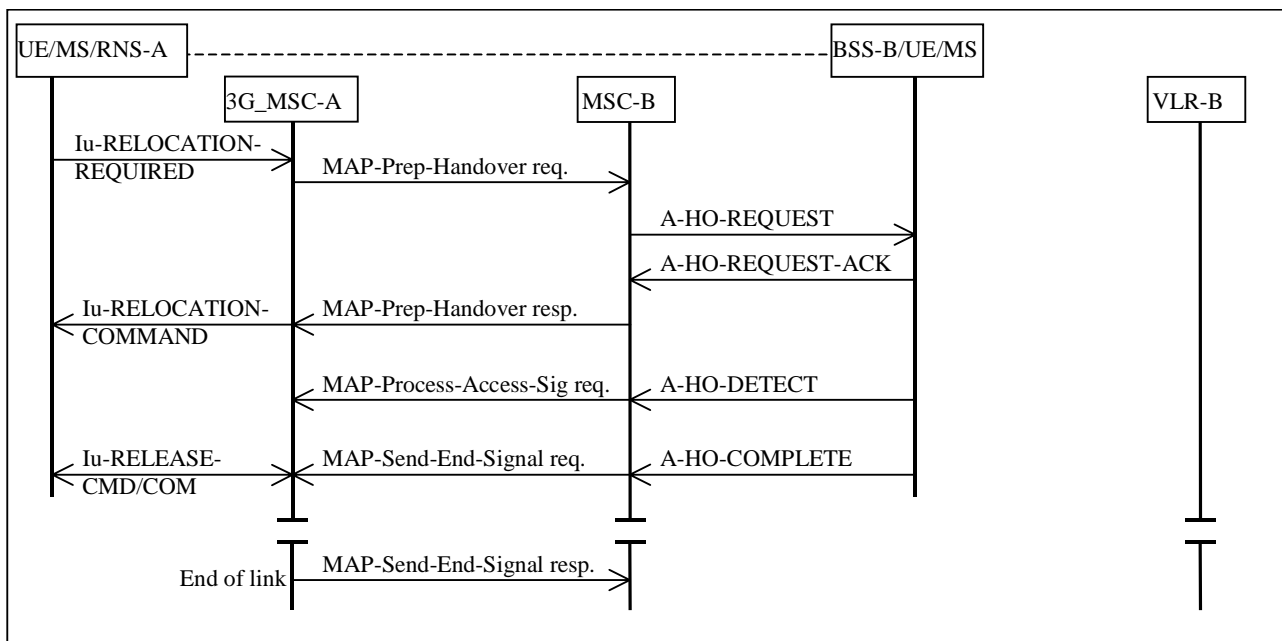 UE/MS/RNS-A
BSS-B/UE/MS
3G_MSC-A
MSC-B
VLR-B
Iu-RELOCATION-
REQUIRED
MAP-Prep-Handover req.
A-HO-REQUEST
A-HO-REQUEST-ACK
Iu-RELOCATION-
COMMAND
MAP-Prep-Handover resp.
MAP-Process-Access-Sig req.
A-HO-DETECT
Iu-RELEASE-
CMD/COM
MAP-Send-End-Signal req.
A-HO-COMPLETE
End of link
MAP-Send-End-Signal resp.